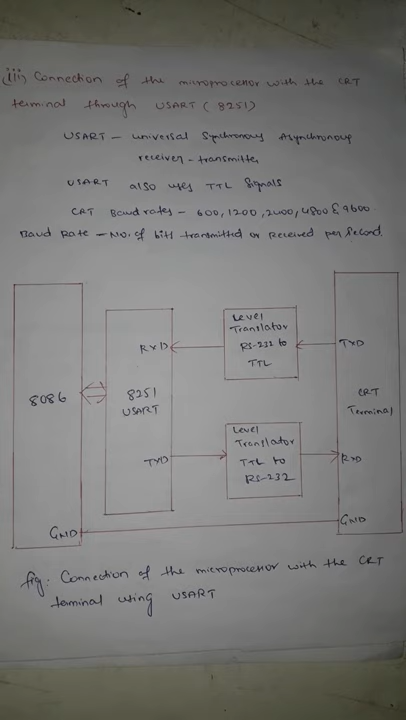 (iii) Connection of the microprocessor with the CRT
terminal through USART (8251)
USART - universal Synchronous Asynchronous
receiver - transmitter
USART also uses TTL Signals
CRT Baud rates - 600, 1200, 2400, 4800 & 9600
Baud Rate - No. of bits transmitted or Received per Second.
8086
GND
RXD
8251
USART
TXD
Level
Translator
RS-232 to
TTL
Level
Translator
TTL to
RS-232
TXD
CRT
Terminal
RXD
GND
fig: Connection of the microprocessor with the CRT
terminal using USART